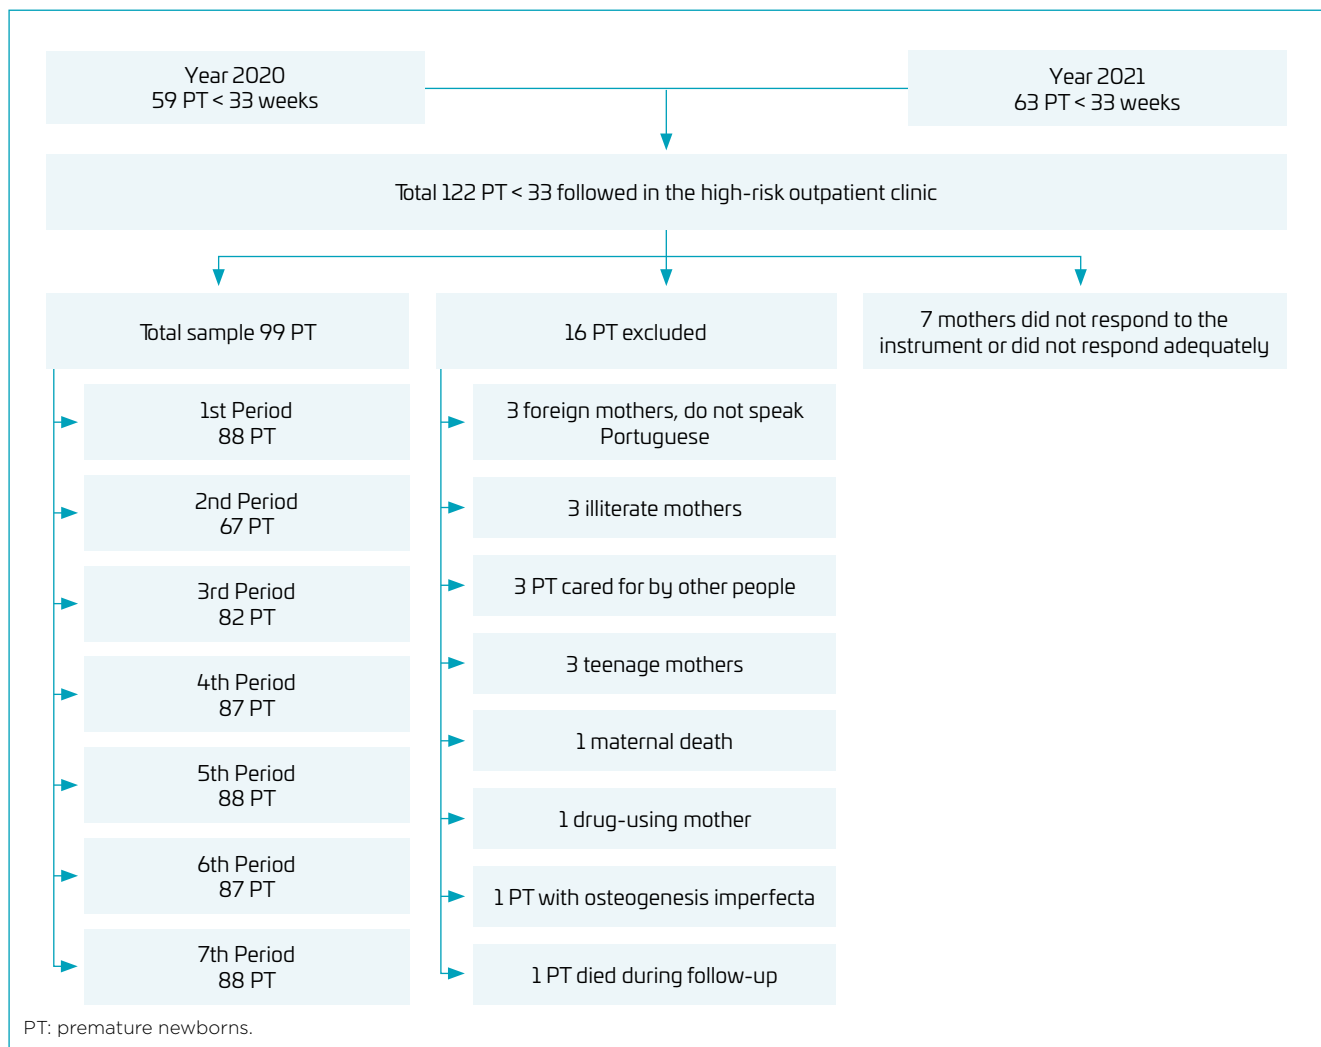 Year 2020
59 PT < 33 weeks
Year 2021
63 PT < 33 weeks
Total 122 PT < 33 followed in the high-risk outpatient clinic
Total sample 99 PT
1st Period
88 PT
2nd Period
67 PT
3rd Period
82 PT
4th Period
87 PT
5th Period
88 PT
6th Period
87 PT
7th Period
88 PT
16 PT excluded
3 foreign mothers, do not speak
Portuguese
3 illiterate mothers
3 PT cared for by other people
3 teenage mothers
1 maternal death
1 drug-using mother
1 PT with osteogenesis imperfecta
1 PT died during follow-up
7 mothers did not respond to the
instrument or did not respond adequately
PT: premature newborns.